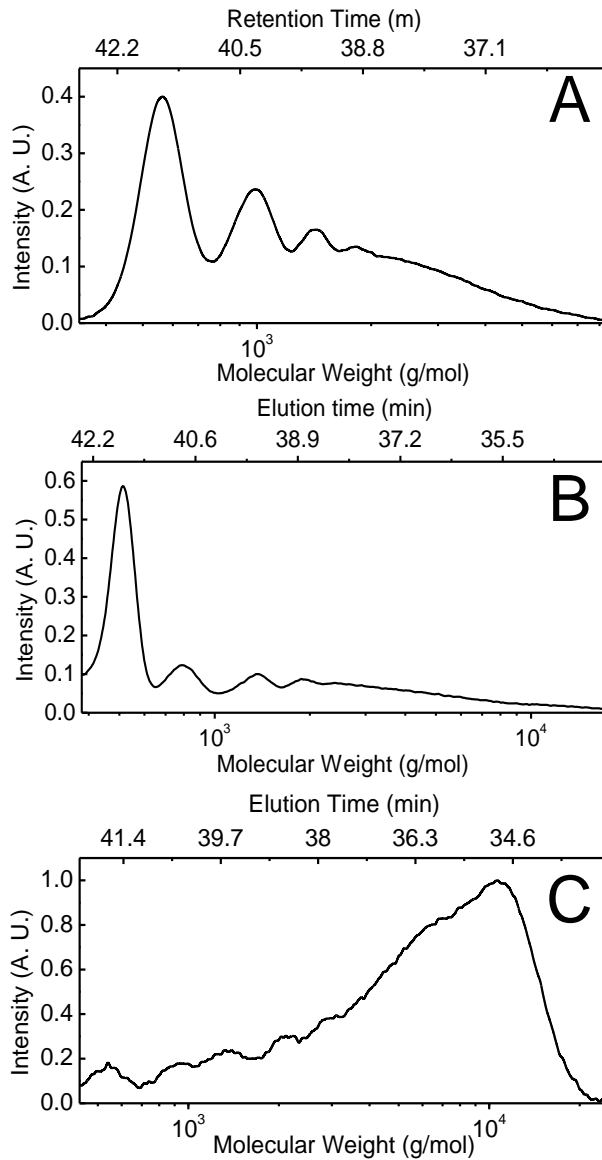 Retention Time (m)
42.2 40.5 38.8 37.1
A
0.4
0.3
0.2
0.1
0.0
Intensity (A. U.)
10³
Molecular Weight (g/mol)
Elution time (min)
42.2 40.6 38.9 37.2 35.5
B
0.6
0.5
0.4
0.3
0.2
0.1
0.0
Intensity (A. U.)
10³ 10⁴
Molecular Weight (g/mol)
Elution Time (min)
41.4 39.7 38 36.3 34.6
C
1.0
0.8
0.6
0.4
0.2
0.0
Intensity (A. U.)
10³ 10⁴
Molecular Weight (g/mol)